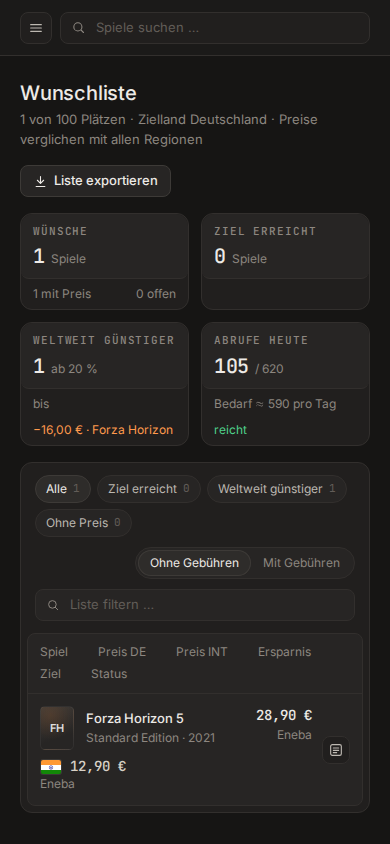 Spiele suchen ...
Wunschliste
1 von 100 Plätzen · Zielland Deutschland · Preise
verglichen mit allen Regionen
Liste exportieren
WÜNSCHE
1 Spiele
1 mit Preis 0 offen
ZIEL ERREICHT
0 Spiele
WELTWEIT GÜNSTIGER
1 ab 20 %
bis
−16,00 € · Forza Horizon
ABRUFE HEUTE
105 / 620
Bedarf ≈ 590 pro Tag
reicht
Alle 1 Ziel erreicht 0 Weltweit günstiger 1
Ohne Preis 0
Ohne Gebühren Mit Gebühren
Liste filtern ...
Spiel Preis DE Preis INT Ersparnis
Ziel Status
FH
Forza Horizon 5
Standard Edition · 2021
28,90 €
Eneba
12,90 €
Eneba